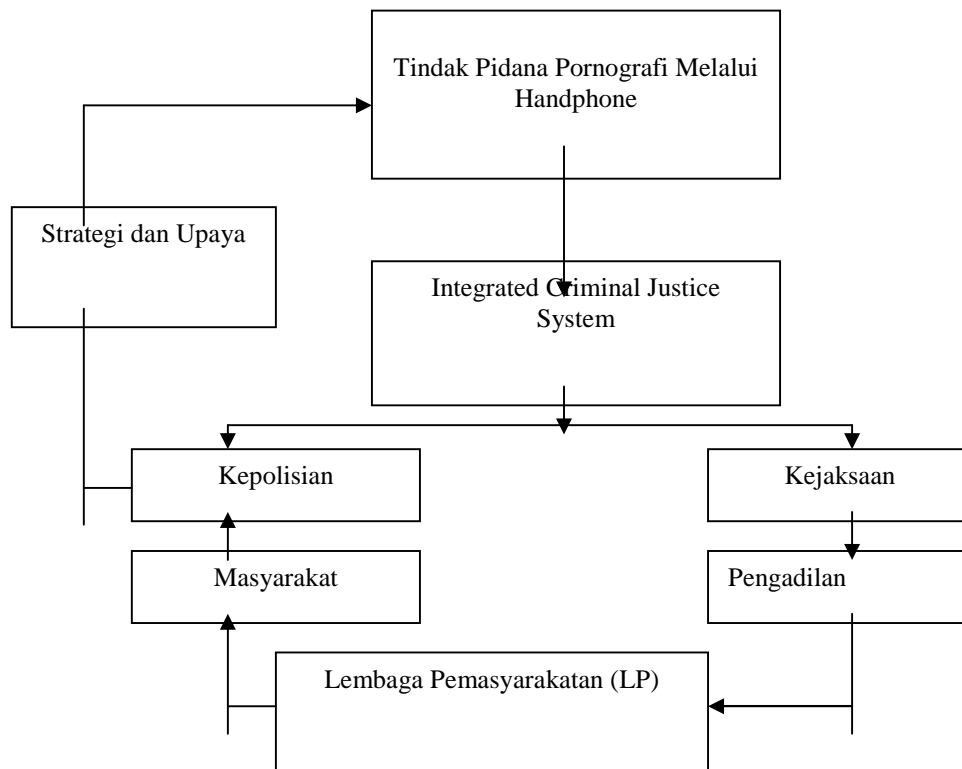 Tindak Pidana Pornografi Melalui
Handphone
Strategi dan Upaya
Integrated Criminal Justice
System
Kepolisian
Kejaksaan
Masyarakat
Pengadilan
Lembaga Pemasyarakatan (LP)